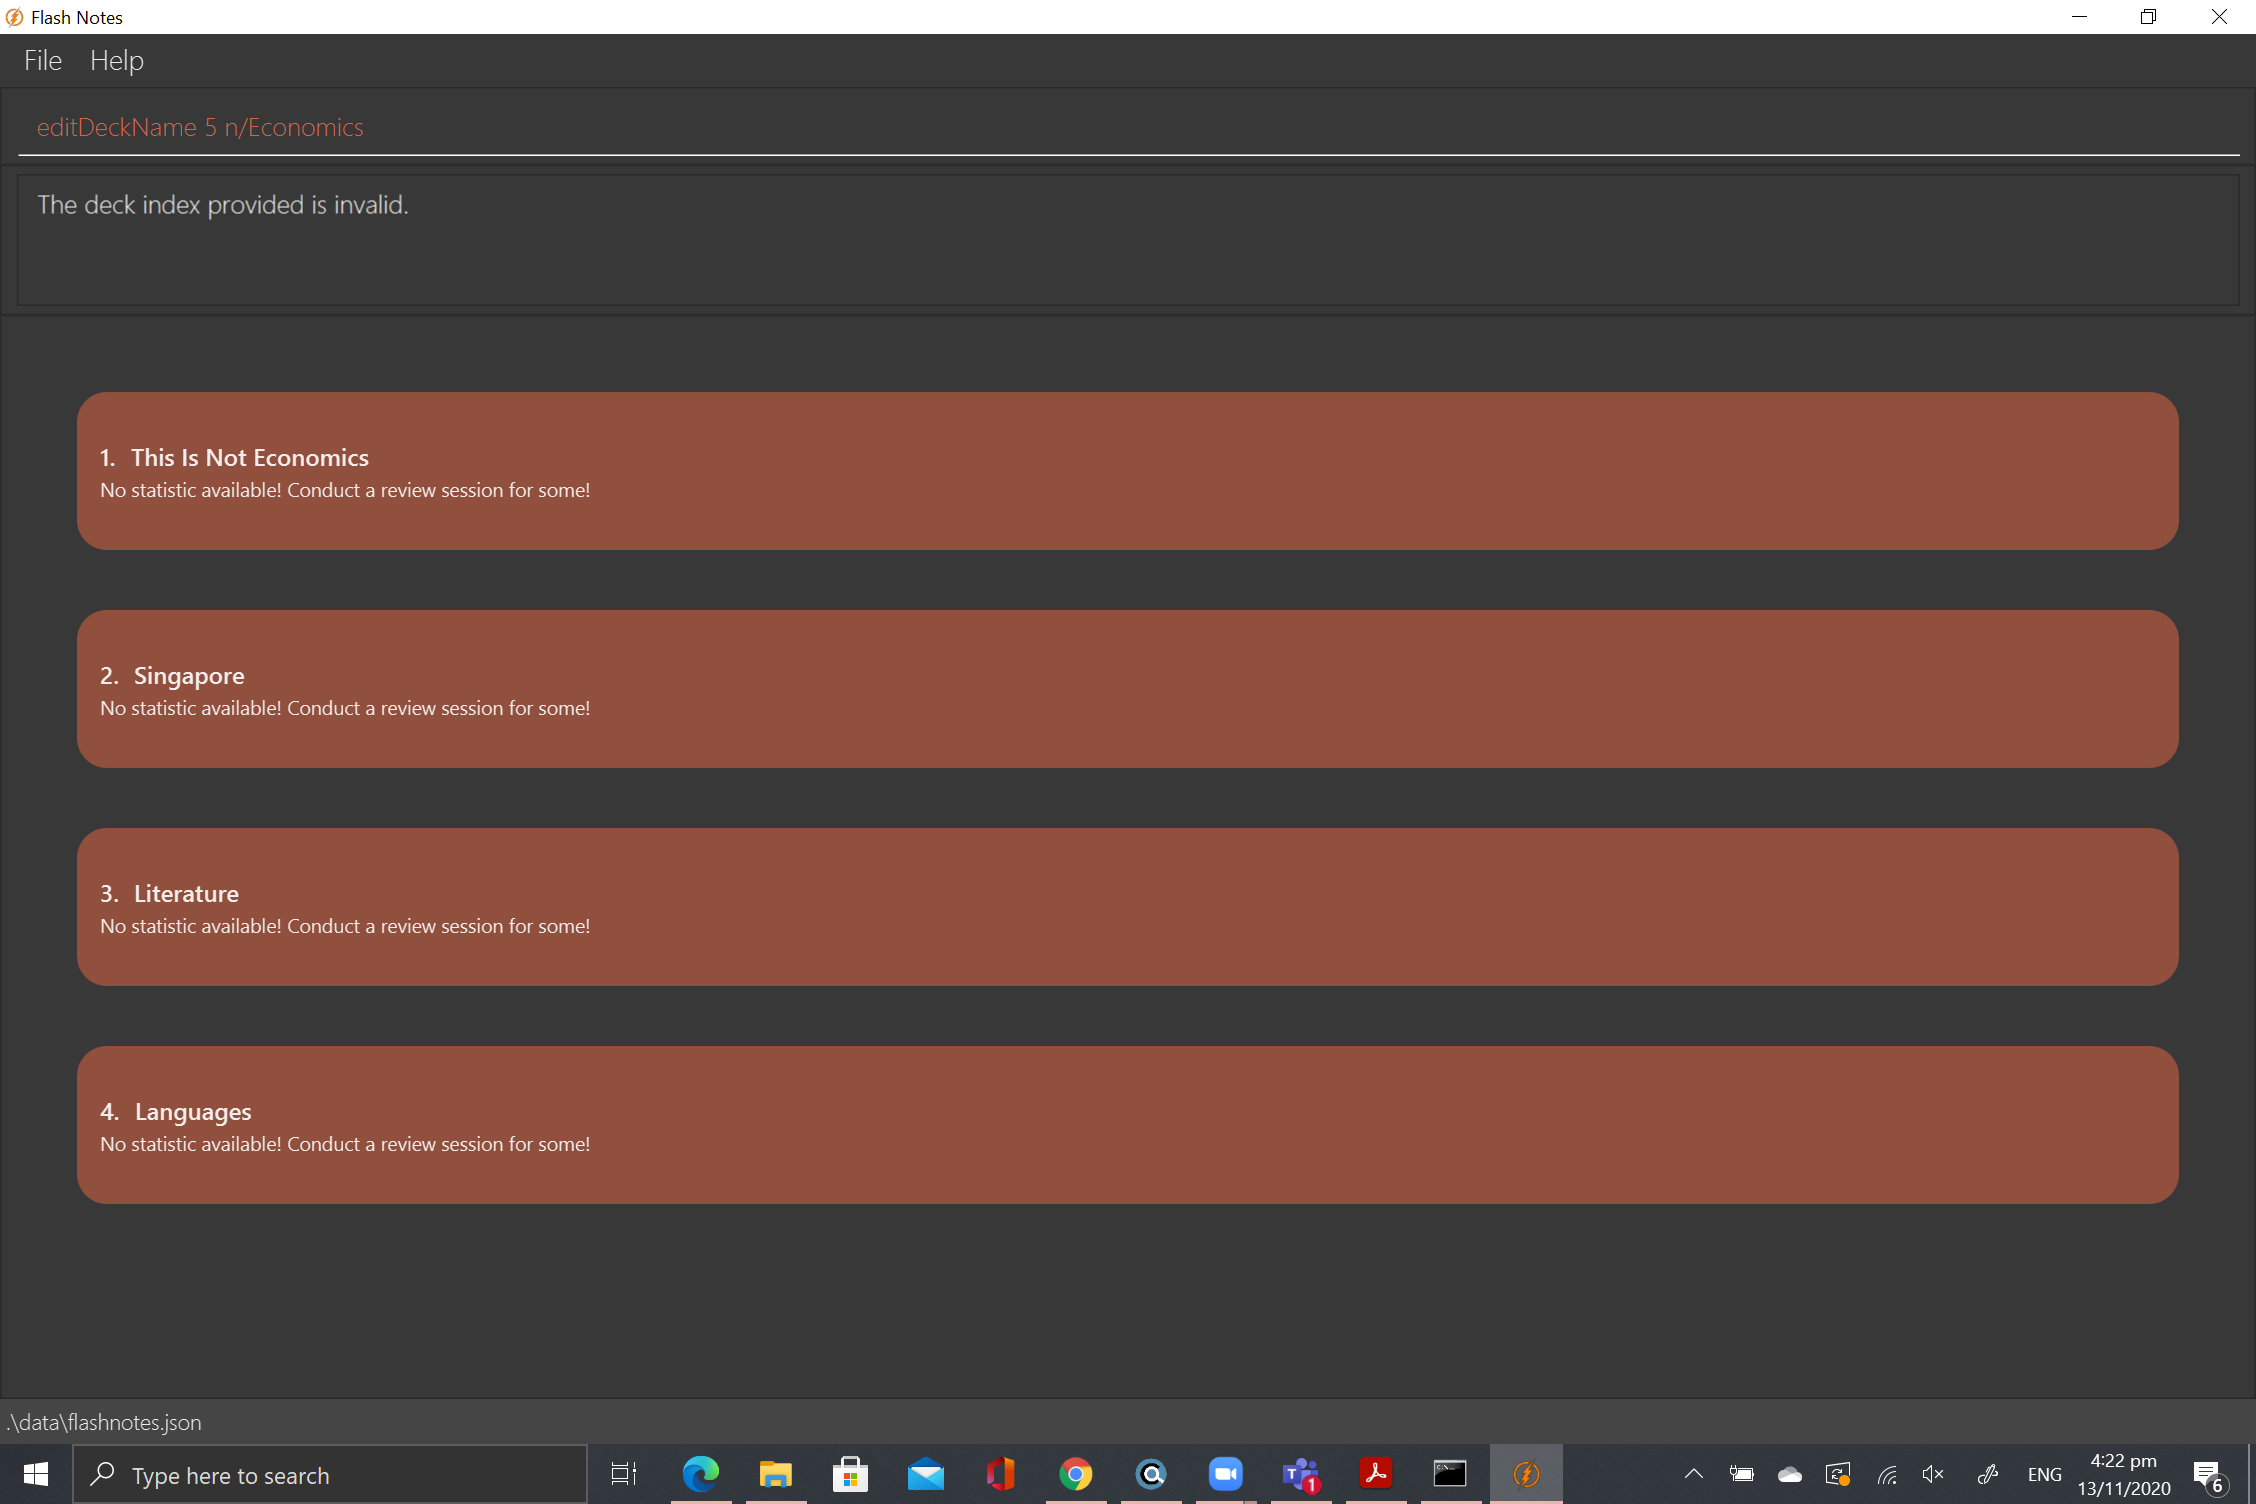 Flash Notes
File Help
editDeckName 5 n/Economics
The deck index provided is invalid.
1. This Is Not Economics
No statistic available! Conduct a review session for some!
2. Singapore
No statistic available! Conduct a review session for some!
3. Literature
No statistic available! Conduct a review session for some!
4. Languages
No statistic available! Conduct a review session for some!
.\data\flashnotes.json
Type here to search
1
ENG
4:22 pm
13/11/2020
6